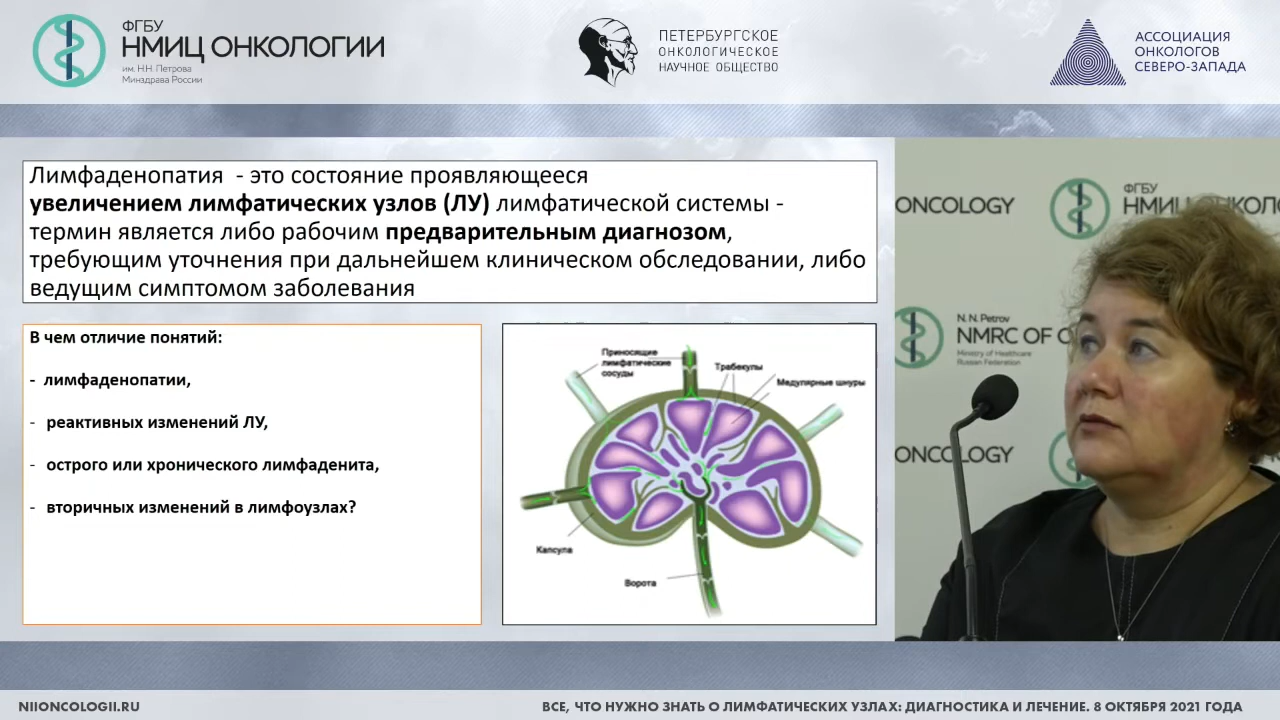 ФГБУ
НМИЦ ОНКОЛОГИИ
им. Н.Н. Петрова
Минздрава России
ПЕТЕРБУРГСКОЕ
ОНКОЛОГИЧЕСКОЕ
НАУЧНОЕ ОБЩЕСТВО
АССОЦИАЦИЯ
ОНКОЛОГОВ
СЕВЕРО-ЗАПАДА
Лимфаденопатия - это состояние проявляющееся
увеличением лимфатических узлов (ЛУ) лимфатической системы -
термин является либо рабочим предварительным диагнозом,
требующим уточнения при дальнейшем клиническом обследовании, либо
ведущим симптомом заболевания
В чем отличие понятий:
- лимфаденопатии,
- реактивных изменений ЛУ,
- острого или хронического лимфаденита,
- вторичных изменений в лимфоузлах?
Приносящие
лимфатические
сосуды
Трабекулы
Медулярные шнуры
Капсула
Ворота
ONCOLOGY
ФГБУ
НМИЦ ОНКОЛО
N. N. Petrov
NMRC OF O
Ministry of Healthcare
Russian Federation
ONCOLOGY
NIIONCOLOGII.RU
ВСЕ, ЧТО НУЖНО ЗНАТЬ О ЛИМФАТИЧЕСКИХ УЗЛАХ: ДИАГНОСТИКА И ЛЕЧЕНИЕ. 8 ОКТЯБРЯ 2021 ГОДА